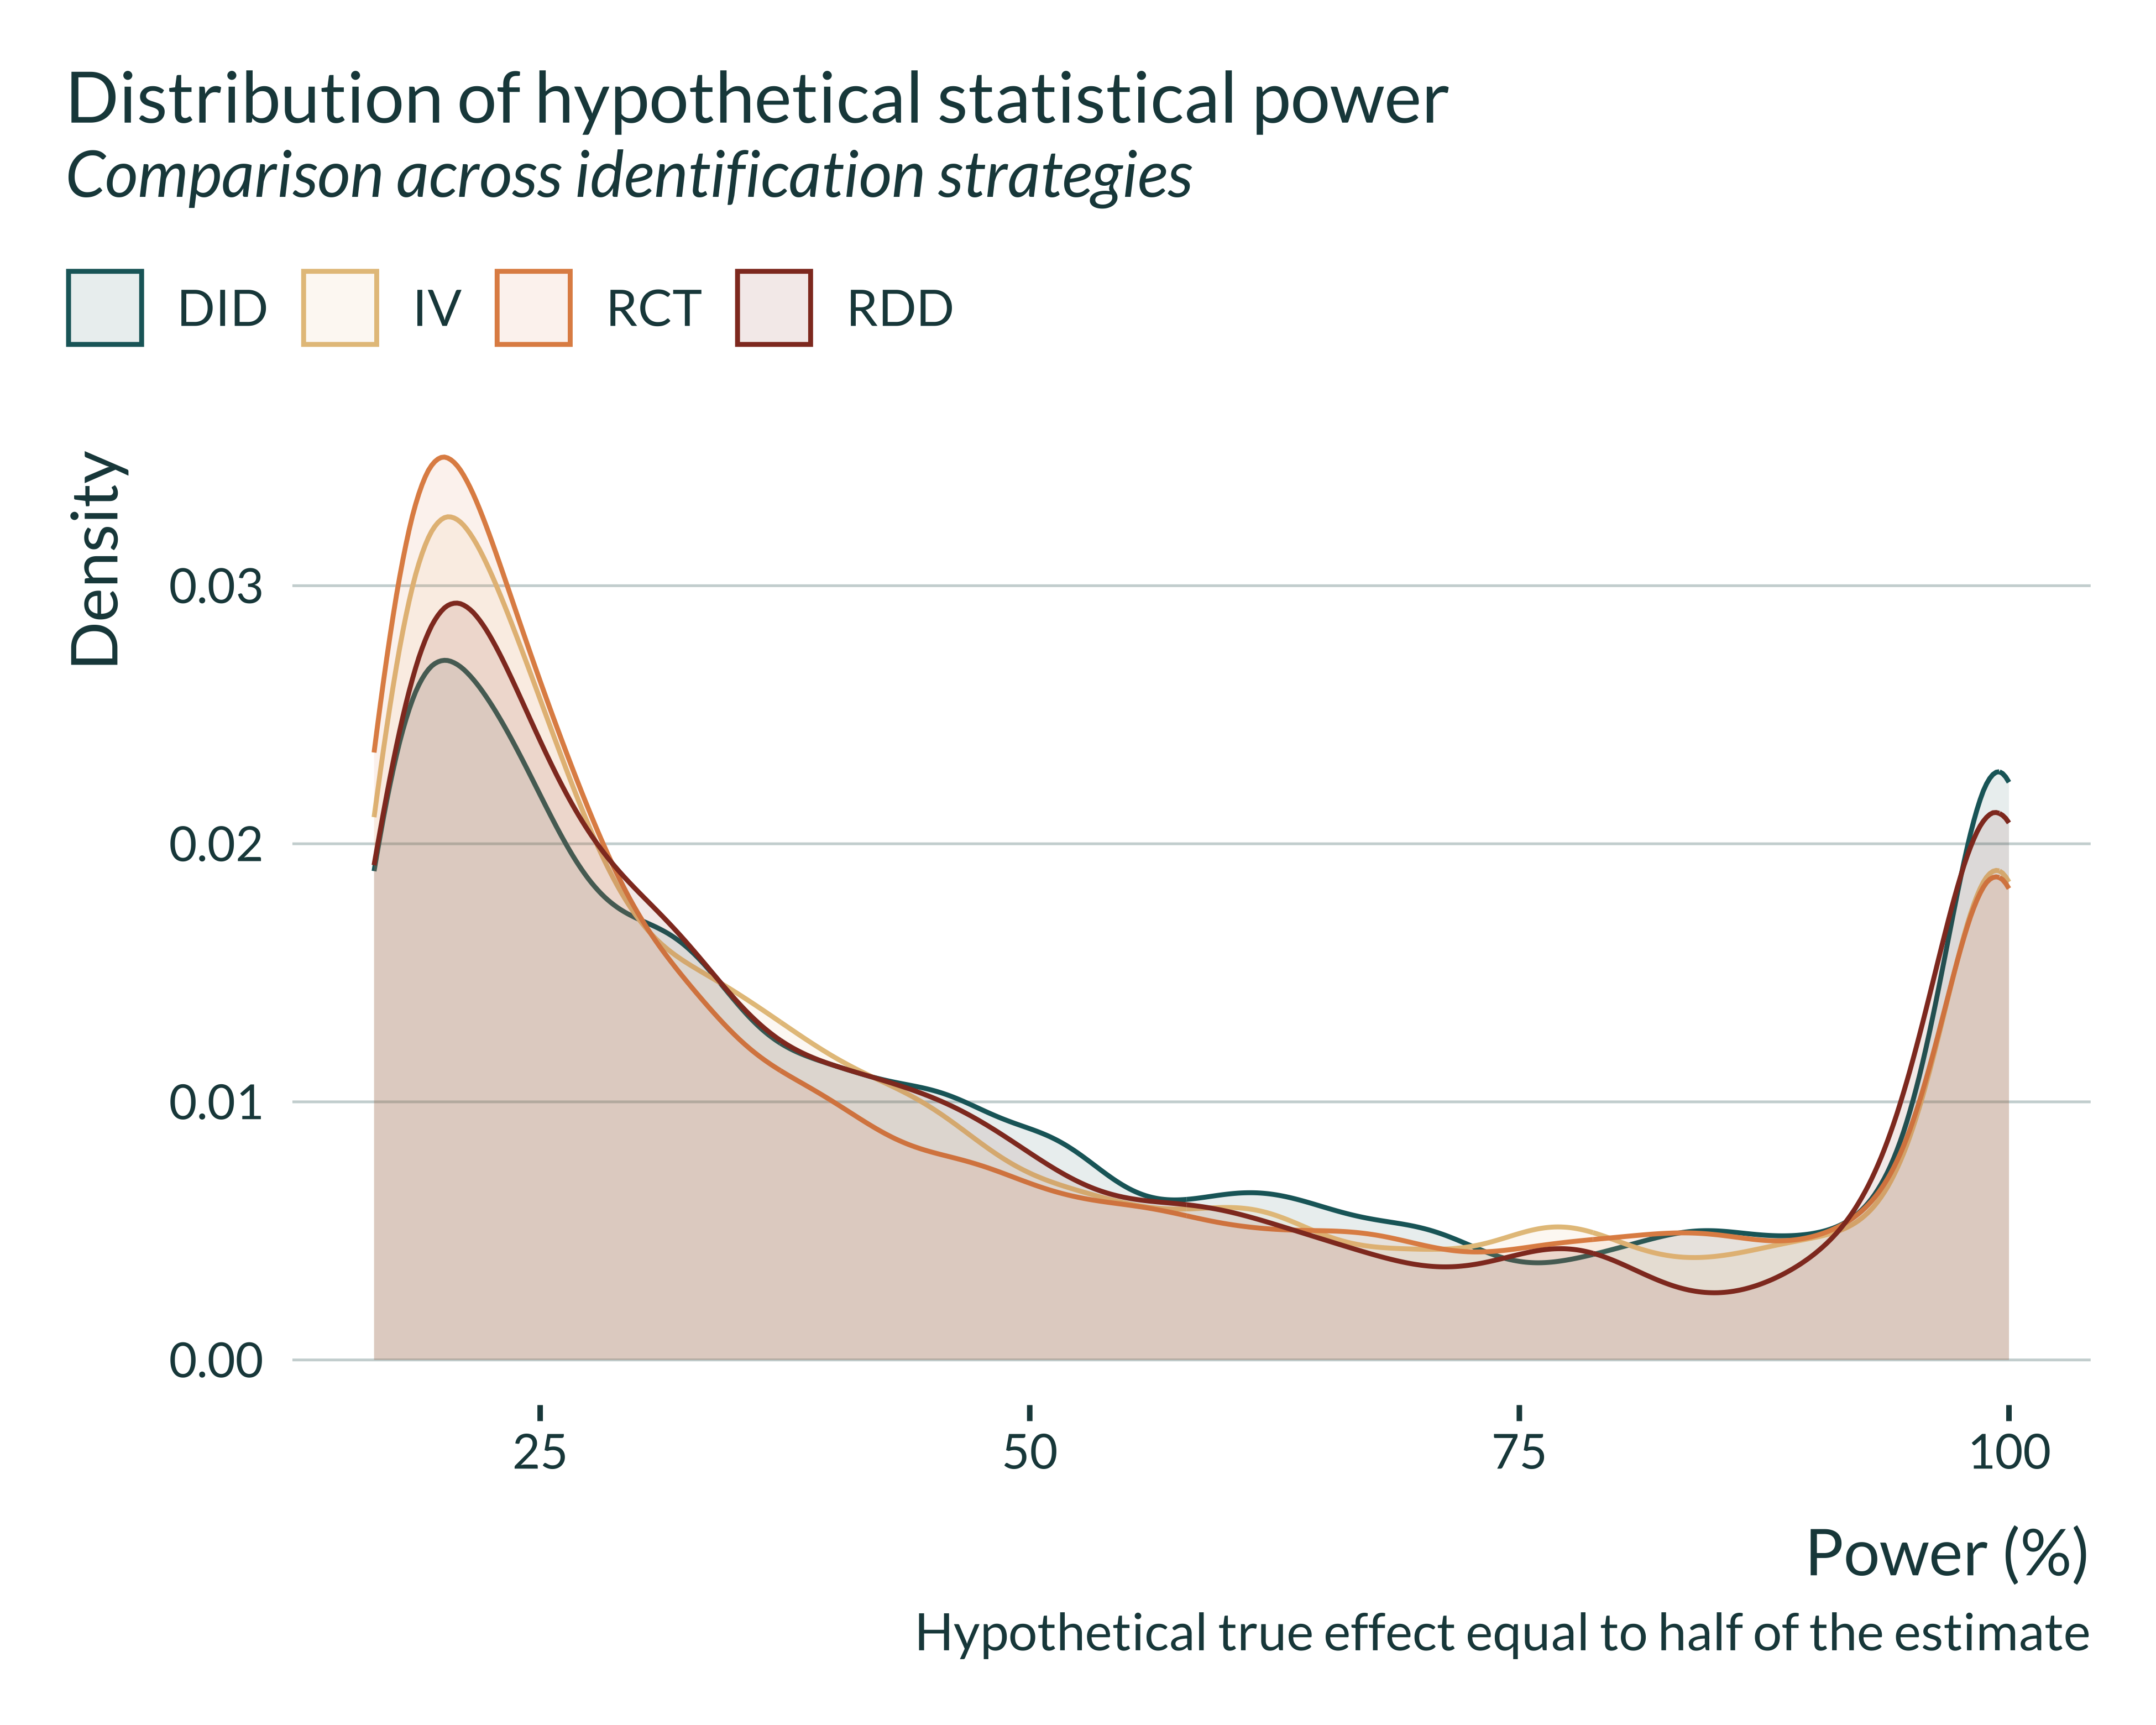 Distribution of hypothetical statistical power
Comparison across identification strategies
DID IV RCT RDD
Density
0.03
0.02
0.01
0.00
25 50 75 100
Power (%)
Hypothetical true effect equal to half of the estimate